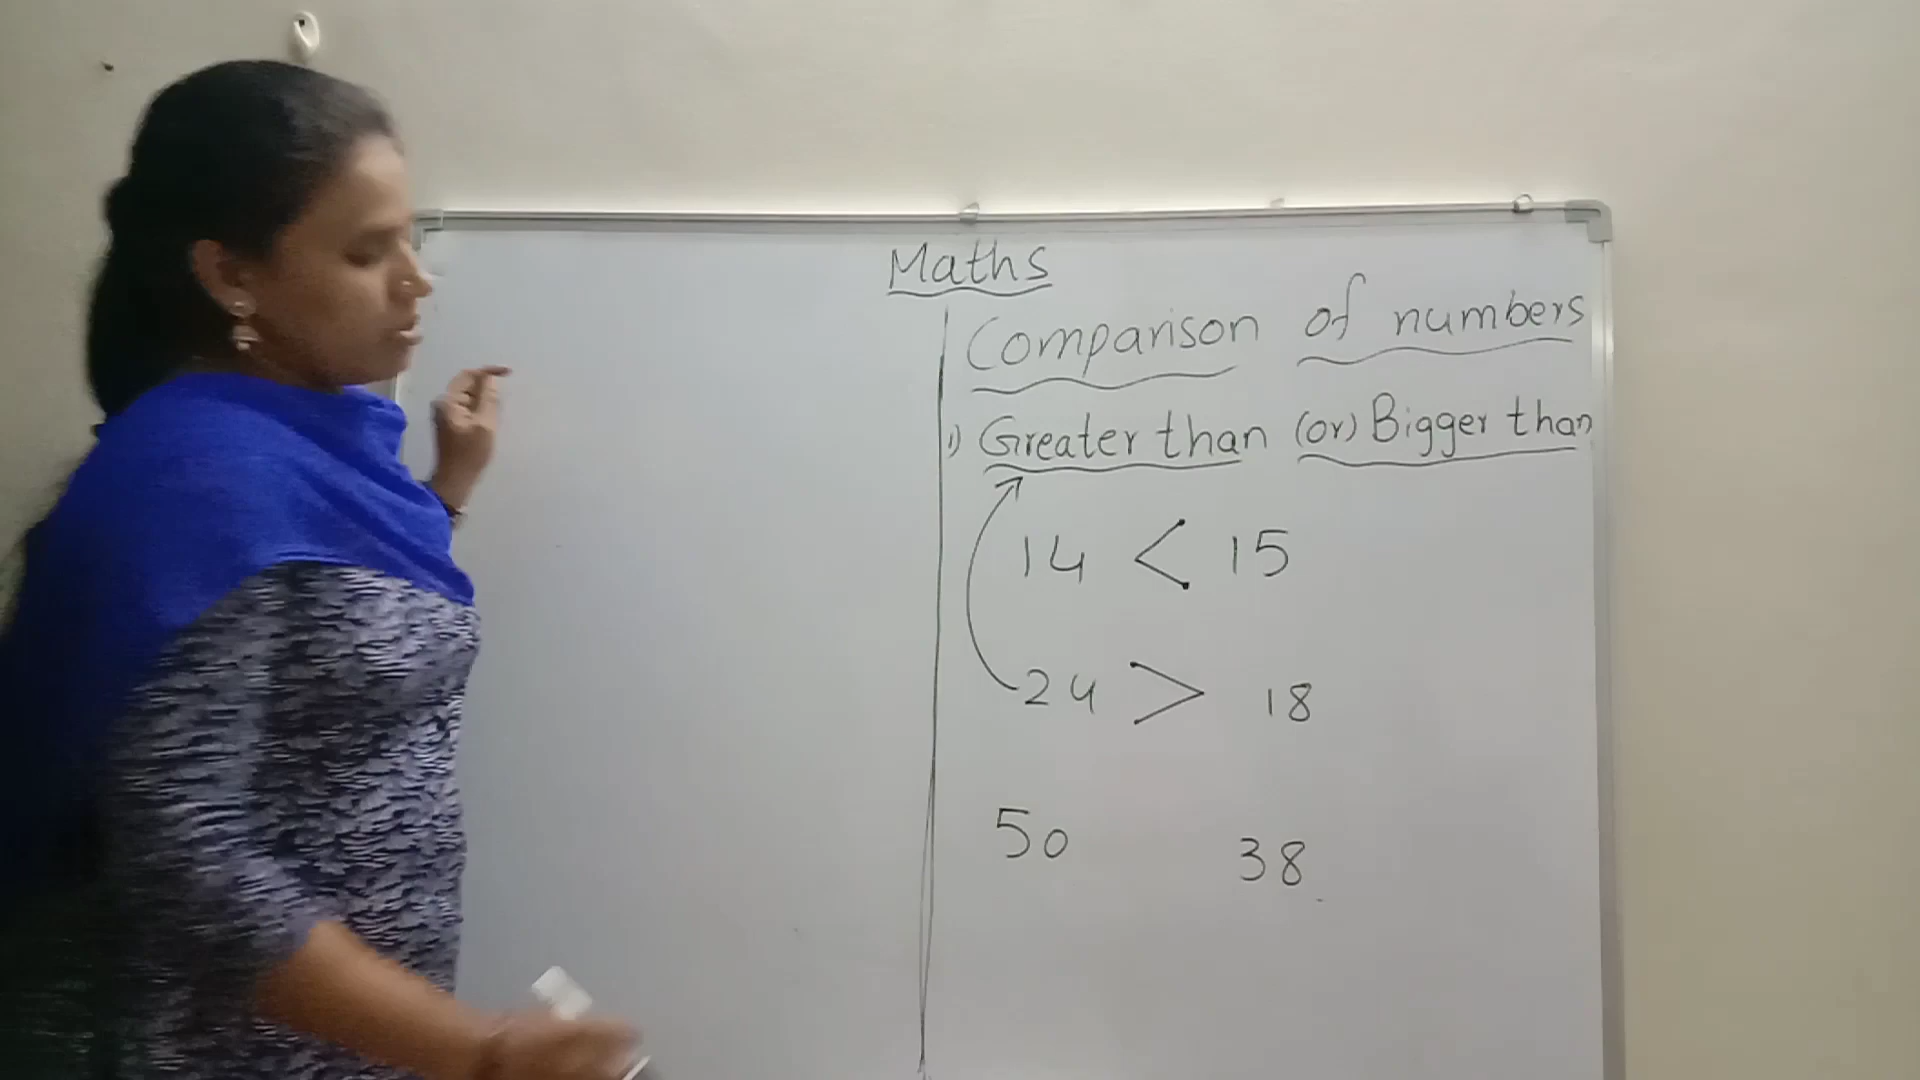 Maths
Comparison of numbers
1) Greater than (or) Bigger than
14 < 15
24 > 18
50 38